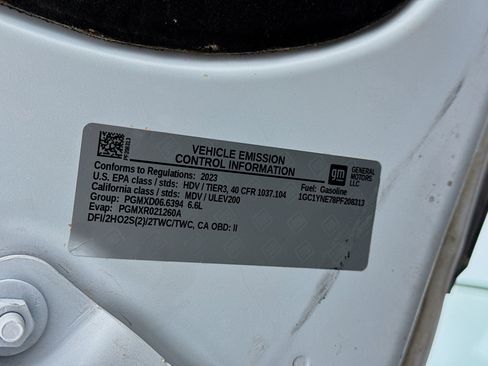 VEHICLE EMISSION
CONTROL INFORMATION
Conforms to Regulations: 2023
U.S. EPA class / stds: HDV / TIER3, 40 CFR 1037.104
California class / stds: MDV / ULEV200
Group: PGMXD06.6394 6.6L
Evap: PGMXR021260A
DFI/2HO2S(2)/2TWC/TWC, CA OBD: II
gm
GENERAL
MOTORS
LLC
Fuel: Gasoline
1GC1YNE78PF208313
PF208313